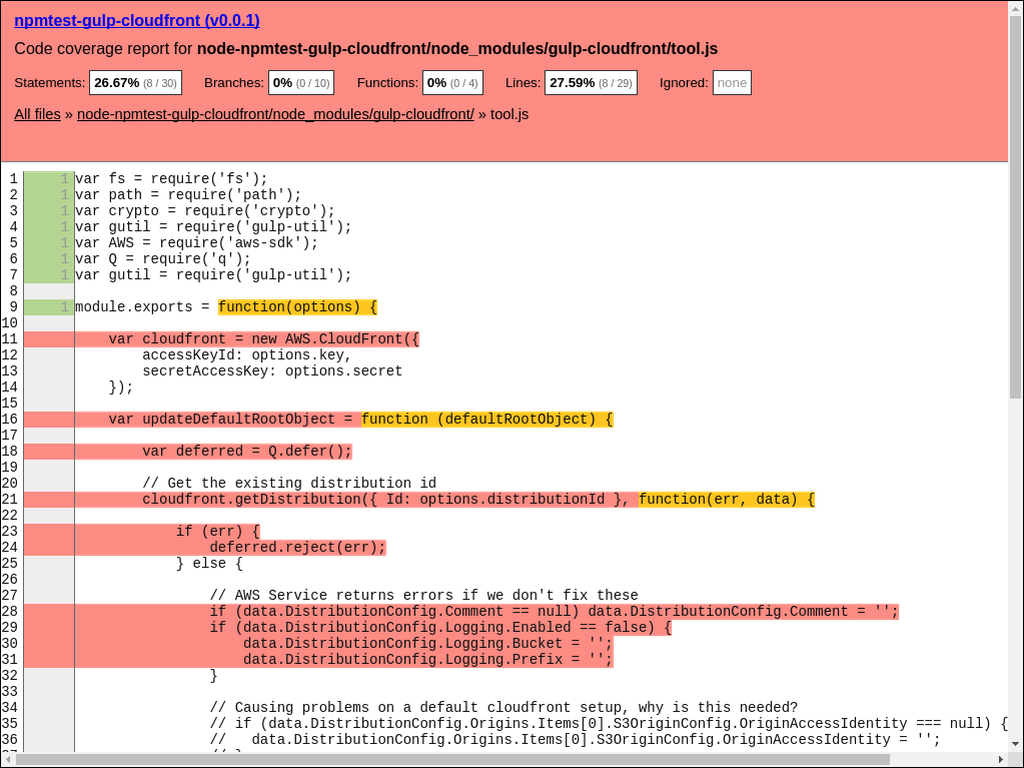 npmtest-gulp-cloudfront (v0.0.1)
Code coverage report for node-npmtest-gulp-cloudfront/node_modules/gulp-cloudfront/tool.js
Statements: 26.67% (8 / 30) Branches: 0% (0 / 10) Functions: 0% (0 / 4) Lines: 27.59% (8 / 29) Ignored: none
All files » node-npmtest-gulp-cloudfront/node_modules/gulp-cloudfront/ » tool.js
1 1 var fs = require('fs');
2 1 var path = require('path');
3 1 var crypto = require('crypto');
4 1 var gutil = require('gulp-util');
5 1 var AWS = require('aws-sdk');
6 1 var Q = require('q');
7 1 var gutil = require('gulp-util');
8
9 1 module.exports = function(options) {
10
11     var cloudfront = new AWS.CloudFront({
12         accessKeyId: options.key,
13         secretAccessKey: options.secret
14     });
15
16     var updateDefaultRootObject = function (defaultRootObject) {
17
18         var deferred = Q.defer();
19
20         // Get the existing distribution id
21         cloudfront.getDistribution({ Id: options.distributionId }, function(err, data) {
22
23             if (err) {
24                 deferred.reject(err);
25             } else {
26
27                 // AWS Service returns errors if we don't fix these
28                 if (data.DistributionConfig.Comment == null) data.DistributionConfig.Comment = '';
29                 if (data.DistributionConfig.Logging.Enabled == false) {
30                     data.DistributionConfig.Logging.Bucket = '';
31                     data.DistributionConfig.Logging.Prefix = '';
32                 }
33
34                 // Causing problems on a default cloudfront setup, why is this needed?
35                 // if (data.DistributionConfig.Origins.Items[0].S3OriginConfig.OriginAccessIdentity === null) {
36                 //   data.DistributionConfig.Origins.Items[0].S3OriginConfig.OriginAccessIdentity = '';